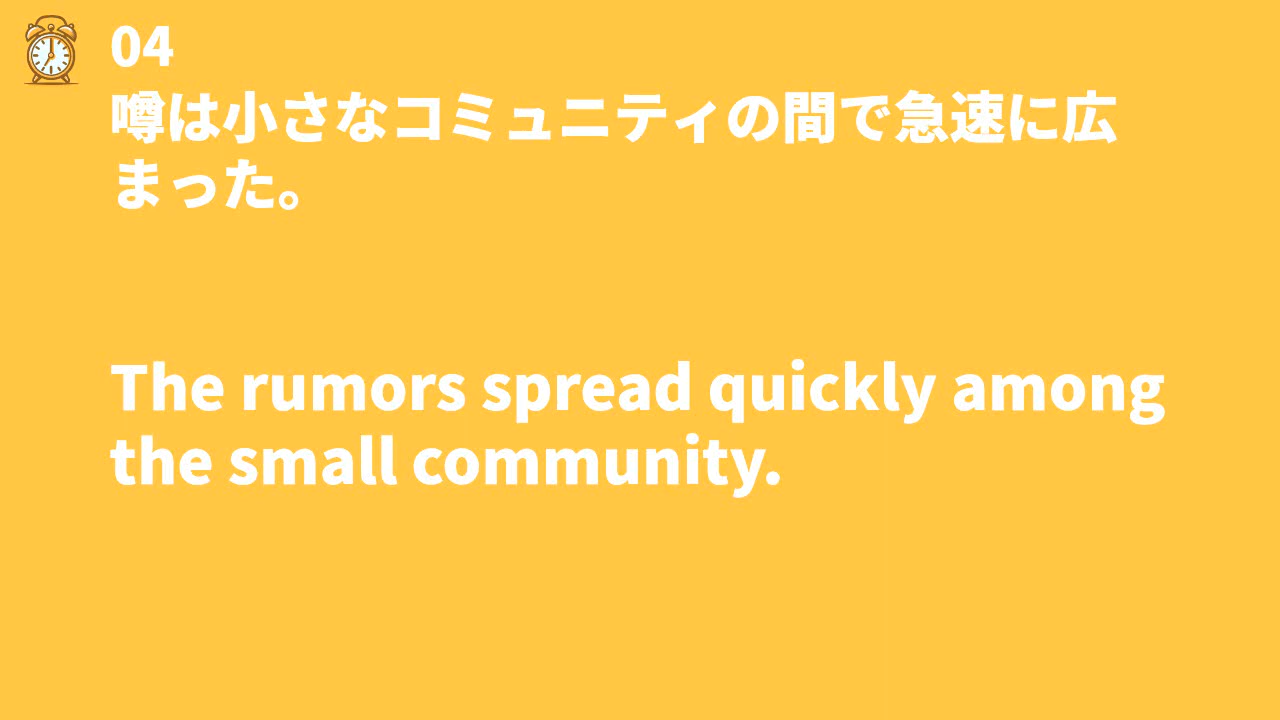 04
噂は小さなコミュニティの間で急速に広
まった。
The rumors spread quickly among
the small community.